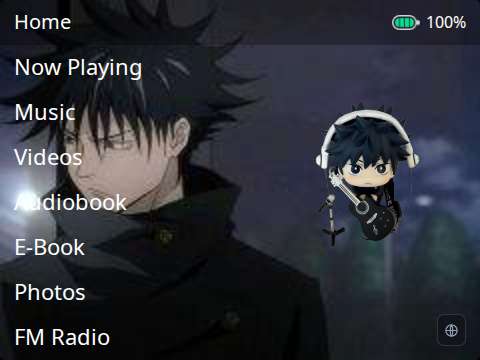 Home
100%
Now Playing
Music
Videos
Audiobook
E-Book
Photos
FM Radio